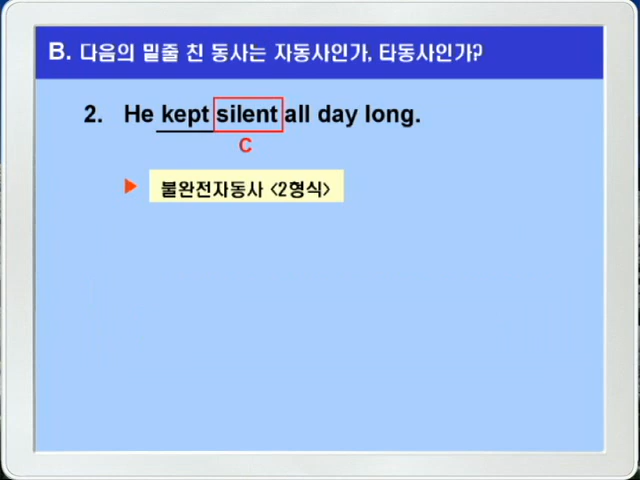 B. 다음의 밑줄 친 동사는 자동사인가, 타동사인가?
2. He kept silent all day long.
C
불완전자동사 <2형식>